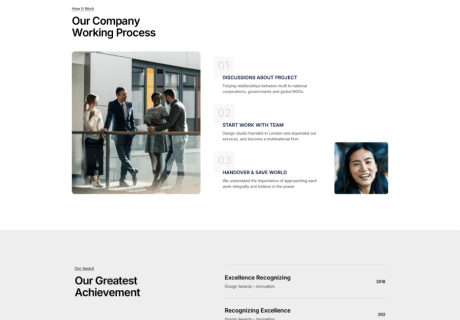 How It Work
Our Company
Working Process
01
DISCUSSIONS ABOUT PROJECT
Forging relationships between multi to national
corporations, governments and global NGOs.
02
START WORK WITH TEAM
Design studio founded in London and expanded our
services, and become a multinational firm.
03
HANDOVER & SAVE WORLD
We understand the importance of approaching each
work integrally and believe in the power
Our Award
Our Greatest
Achievement
Excellence Recognizing
Design Awards – Innovation
2018
Recognizing Excellence
Design Awards – Innovation
202